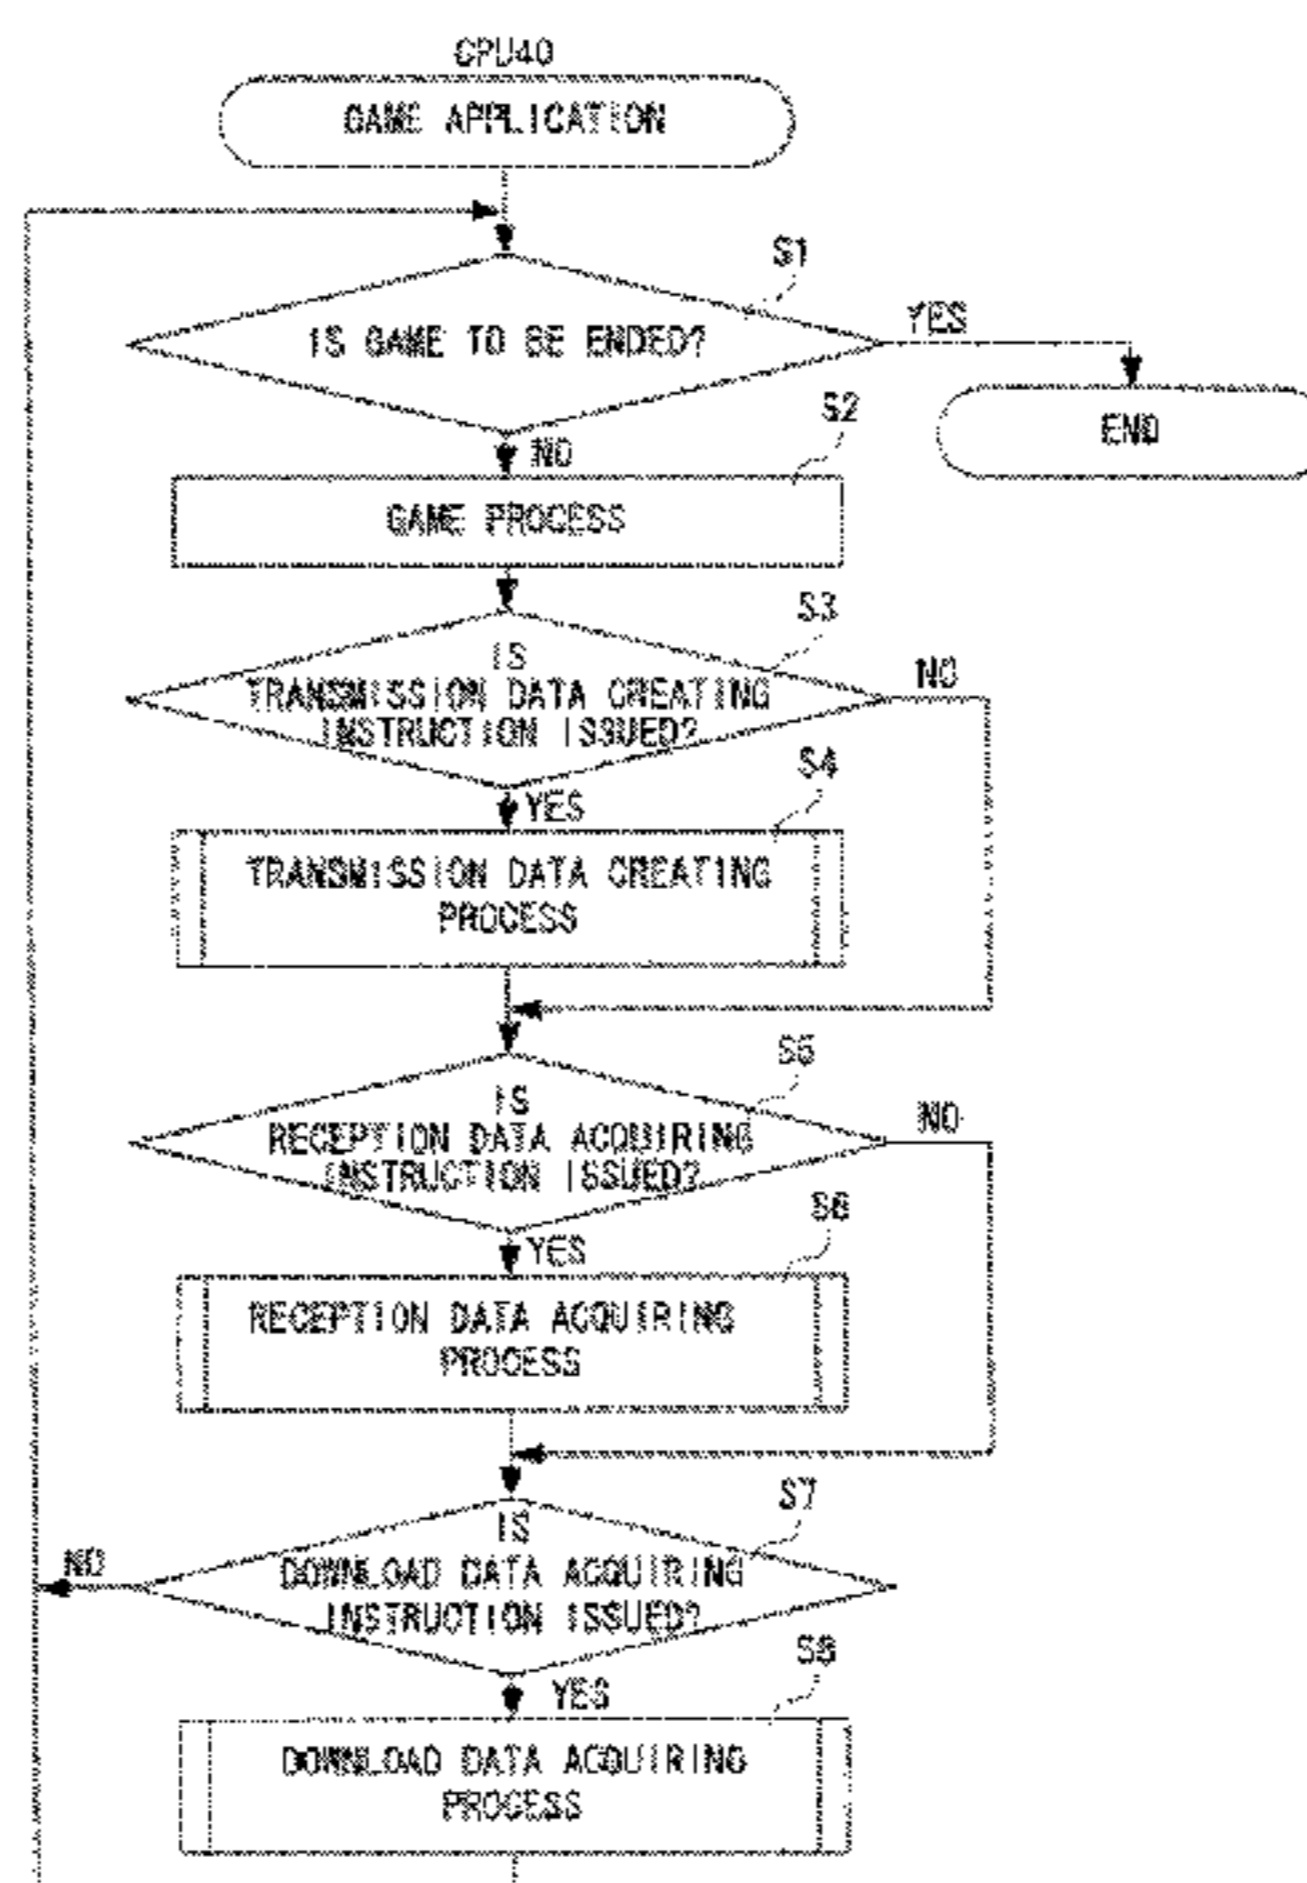 CPU40
GAME APPLICATION
S1
IS GAME TO BE ENDED?
YES
END
NO
S2
GAME PROCESS
S3
IS
TRANSMISSION DATA CREATING
INSTRUCTION ISSUED?
NO
YES
S4
TRANSMISSION DATA CREATING
PROCESS
S5
IS
RECEPTION DATA ACQUIRING
INSTRUCTION ISSUED?
NO
YES
S6
RECEPTION DATA ACQUIRING
PROCESS
S7
IS
DOWNLOAD DATA ACQUIRING
INSTRUCTION ISSUED?
NO
YES
S8
DOWNLOAD DATA ACQUIRING
PROCESS